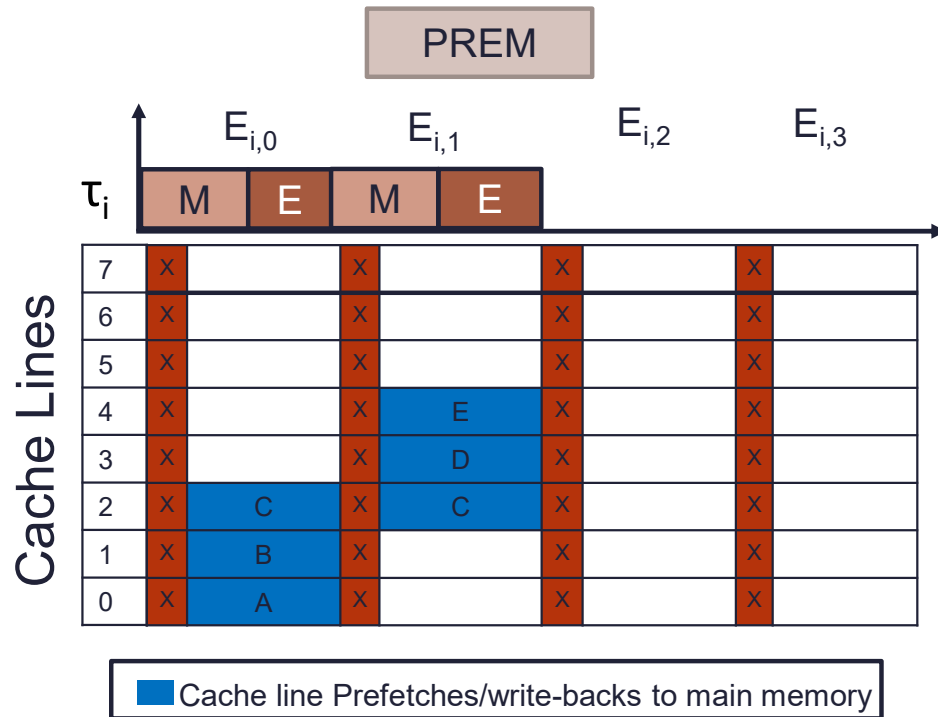 PREM
E i,0 E i,1 E i,2 E i,3
τ i M E M E
Cache Lines
7 X X X X
6 X X X X
5 X X X X
4 X X E X X
3 X X D X X
2 X C X C X X
1 X B X X X
0 X A X X X
Cache line Prefetches/write-backs to main memory